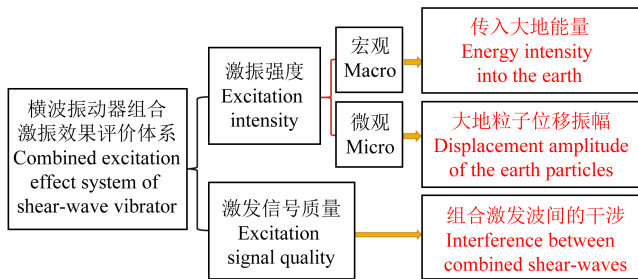 横波振动器组合
激振效果评价体系
Combined excitation
effect system of
shear-wave vibrator
激振强度
Excitation
intensity
宏观
Macro
传入大地能量
Energy intensity
into the earth
微观
Micro
大地粒子位移振幅
Displacement amplitude
of the earth particles
激发信号质量
Excitation
signal quality
组合激发波间的干涉
Interference between
combined shear-waves